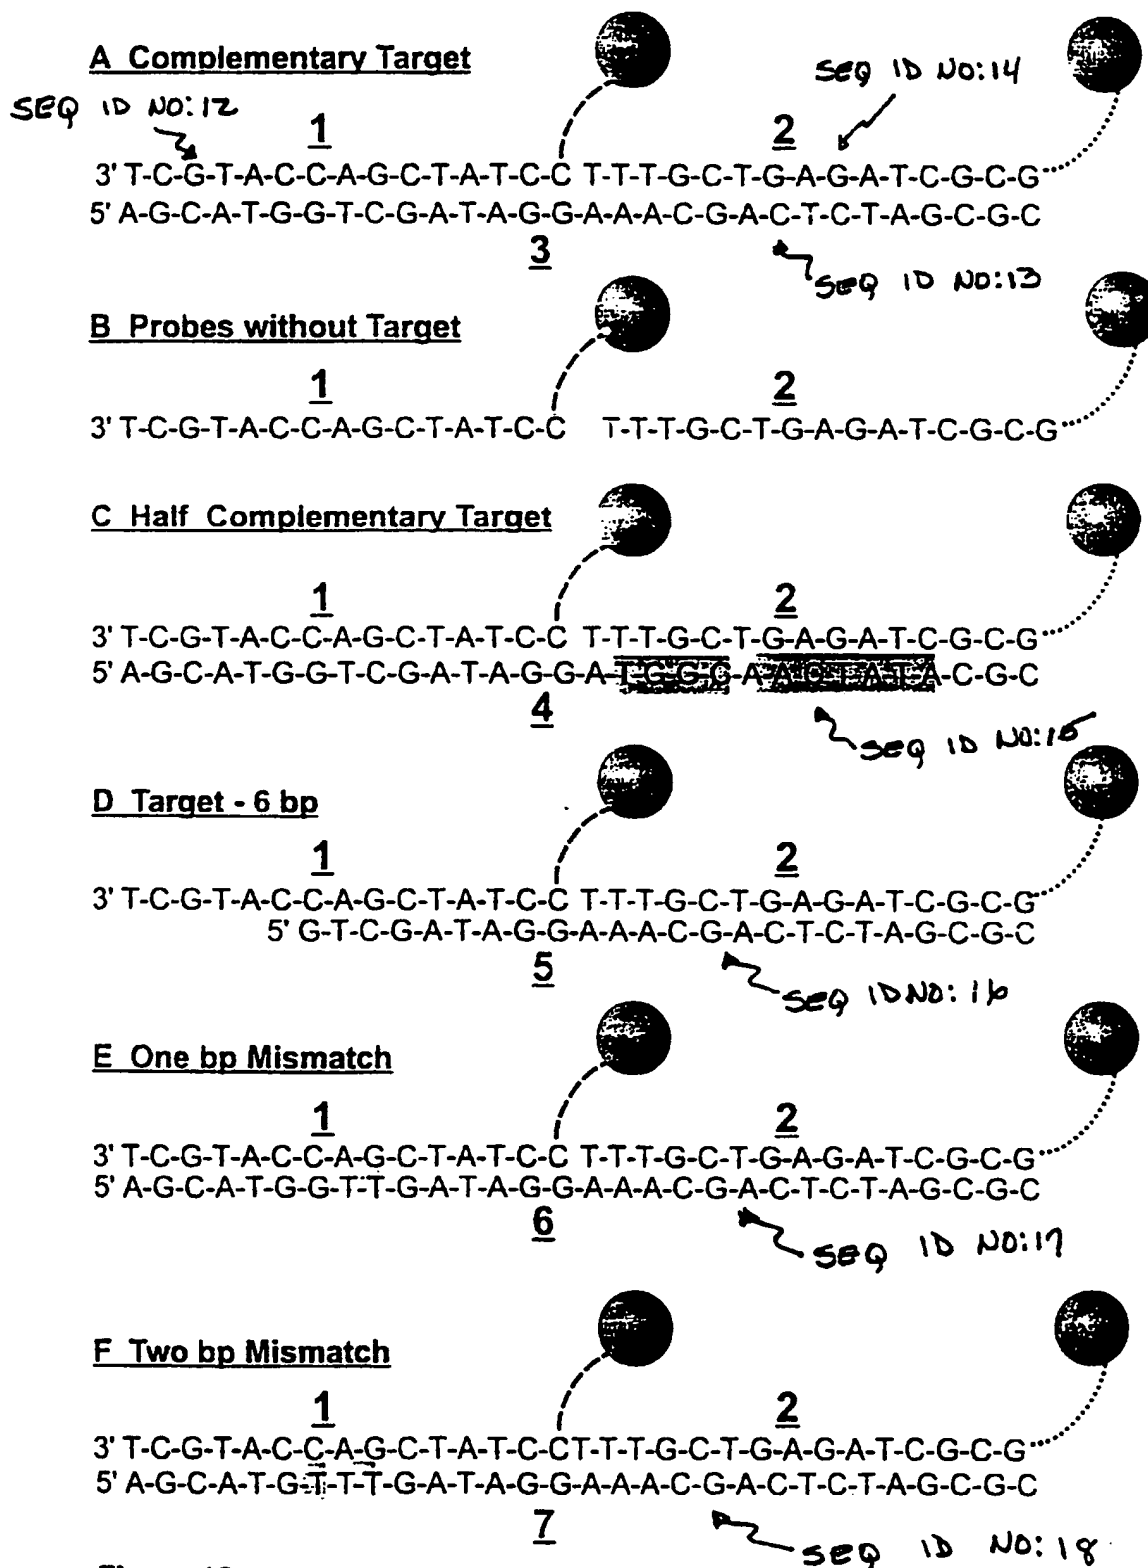 A Complementary Target
SEQ ID NO:12
SEQ ID NO:14
1
2
3' T-C-G-T-A-C-C-A-G-C-T-A-T-C-C T-T-T-G-C-T-G-A-G-A-T-C-G-C-G
5' A-G-C-A-T-G-G-T-C-G-A-T-A-G-G-A-A-A-C-G-A-C-T-C-T-A-G-C-G-C
3
SEQ ID NO:13
B Probes without Target
1
2
3' T-C-G-T-A-C-C-A-G-C-T-A-T-C-C T-T-T-G-C-T-G-A-G-A-T-C-G-C-G
C Half Complementary Target
1
2
3' T-C-G-T-A-C-C-A-G-C-T-A-T-C-C T-T-T-G-C-T-G-A-G-A-T-C-G-C-G
5' A-G-C-A-T-G-G-T-C-G-A-T-A-G-G-A-T-G-G-C-A-A-C-T-A-T-A-C-G-C
4
SEQ ID NO:15
D Target - 6 bp
1
2
3' T-C-G-T-A-C-C-A-G-C-T-A-T-C-C T-T-T-G-C-T-G-A-G-A-T-C-G-C-G
5' G-T-C-G-A-T-A-G-G-A-A-A-C-G-A-C-T-C-T-A-G-C-G-C
5
SEQ ID NO:16
E One bp Mismatch
1
2
3' T-C-G-T-A-C-C-A-G-C-T-A-T-C-C T-T-T-G-C-T-G-A-G-A-T-C-G-C-G
5' A-G-C-A-T-G-G-T-T-G-A-T-A-G-G-A-A-A-C-G-A-C-T-C-T-A-G-C-G-C
6
SEQ ID NO:17
F Two bp Mismatch
1
2
3' T-C-G-T-A-C-C-A-G-C-T-A-T-C-C-T-T-T-G-C-T-G-A-G-A-T-C-G-C-G
5' A-G-C-A-T-G-T-T-T-G-A-T-A-G-G-A-A-A-C-G-A-C-T-C-T-A-G-C-G-C
7
SEQ ID NO:18